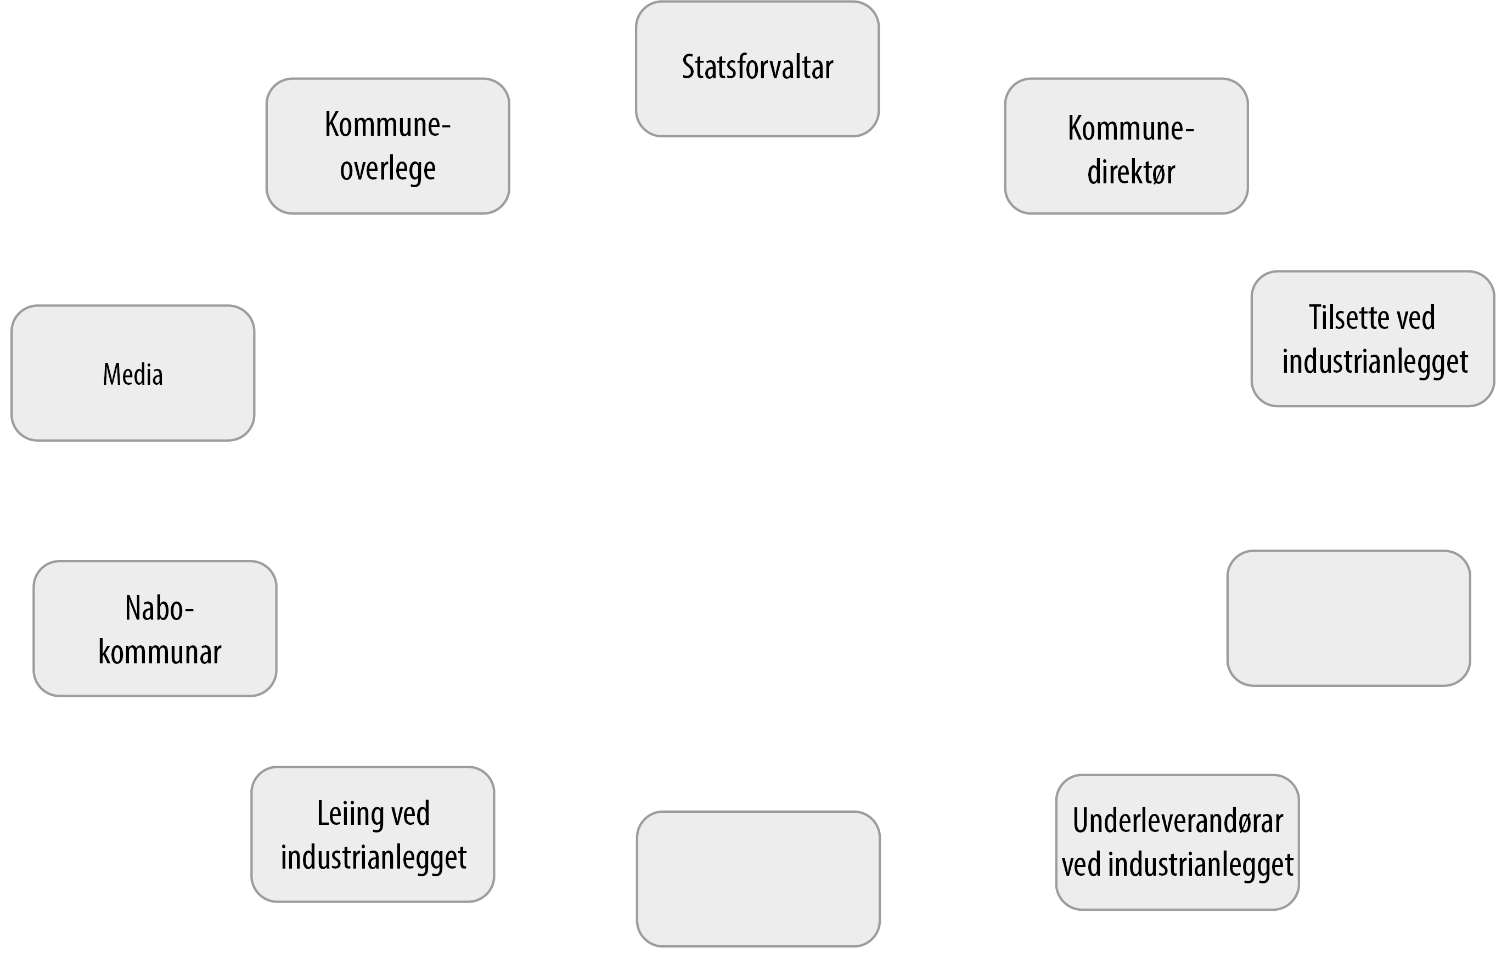 Statsforvaltar
Kommune-
overlege
Kommune-
direktør
Tilsette ved
industrianlegget
Media
Nabo-
kommunar
Leiing ved
industrianlegget
Underleverandørar
ved industrianlegget